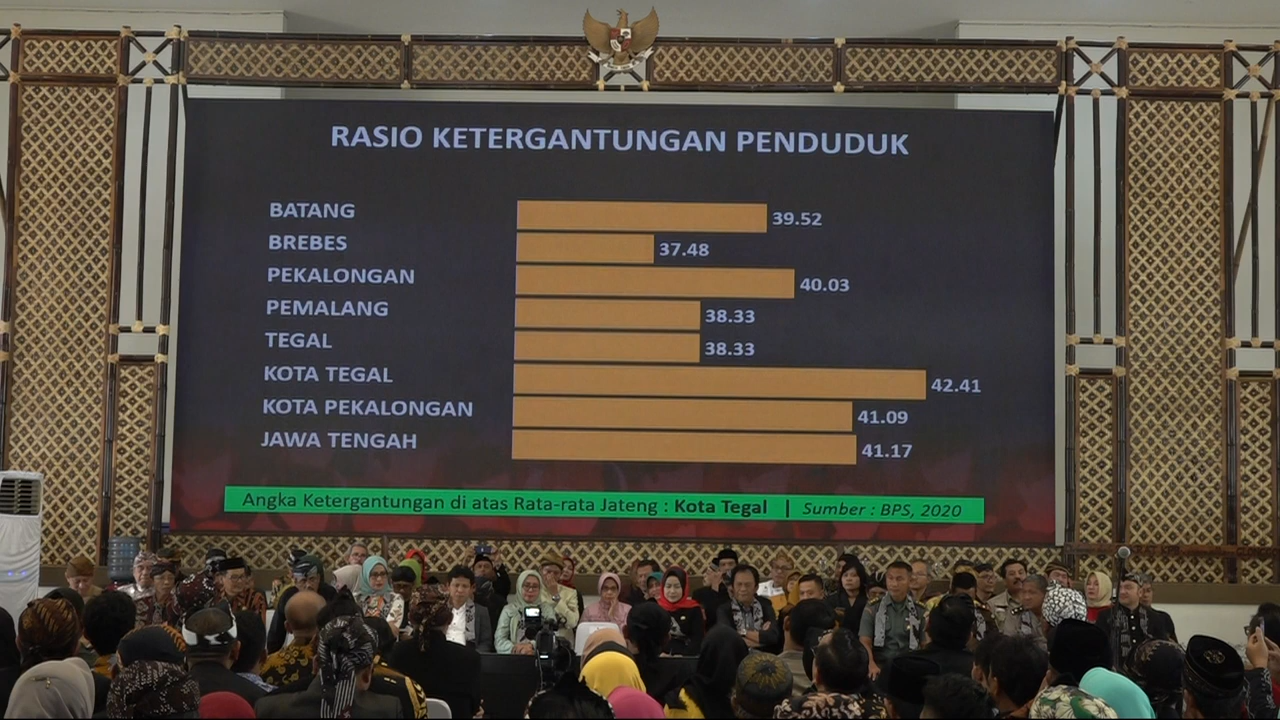 RASIO KETERGANTUNGAN PENDUDUK
BATANG 39.52
BREBES 37.48
PEKALONGAN 40.03
PEMALANG 38.33
TEGAL 38.33
KOTA TEGAL 42.41
KOTA PEKALONGAN 41.09
JAWA TENGAH 41.17
Angka Ketergantungan di atas Rata-rata Jateng : Kota Tegal | Sumber : BPS, 2020